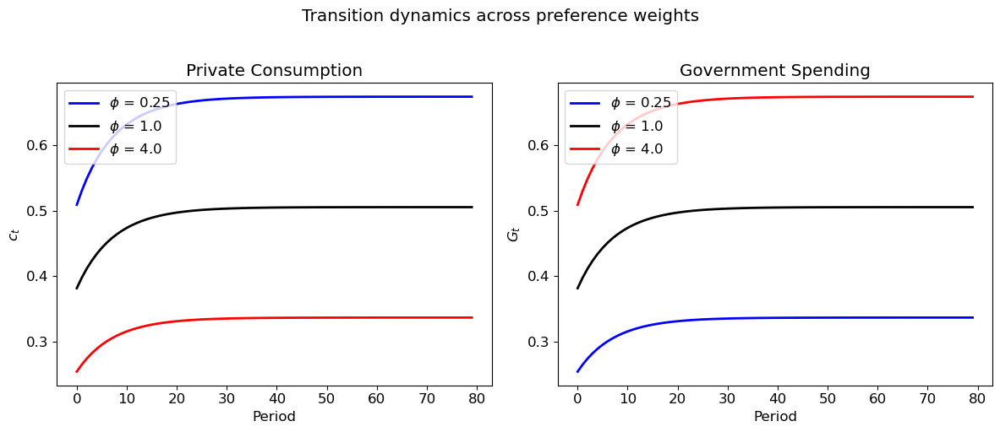 Transition dynamics across preference weights
Private Consumption
ϕ = 0.25
ϕ = 1.0
ϕ = 4.0
0.6
0.5
0.4
0.3
c_t
0 10 20 30 40 50 60 70 80
Period
Government Spending
ϕ = 0.25
ϕ = 1.0
ϕ = 4.0
0.6
0.5
0.4
0.3
G_t
0 10 20 30 40 50 60 70 80
Period